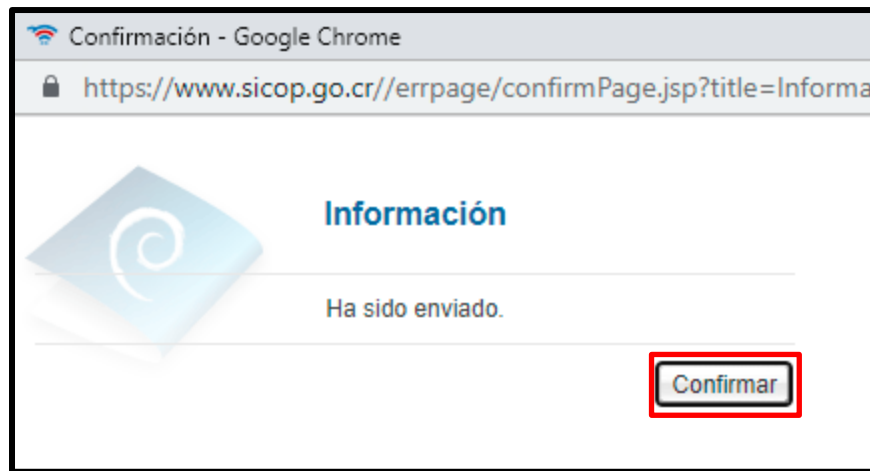 Confirmación - Google Chrome
https://www.sicop.go.cr//errpage/confirmPage.jsp?title=Informa
Información
Ha sido enviado.
Confirmar